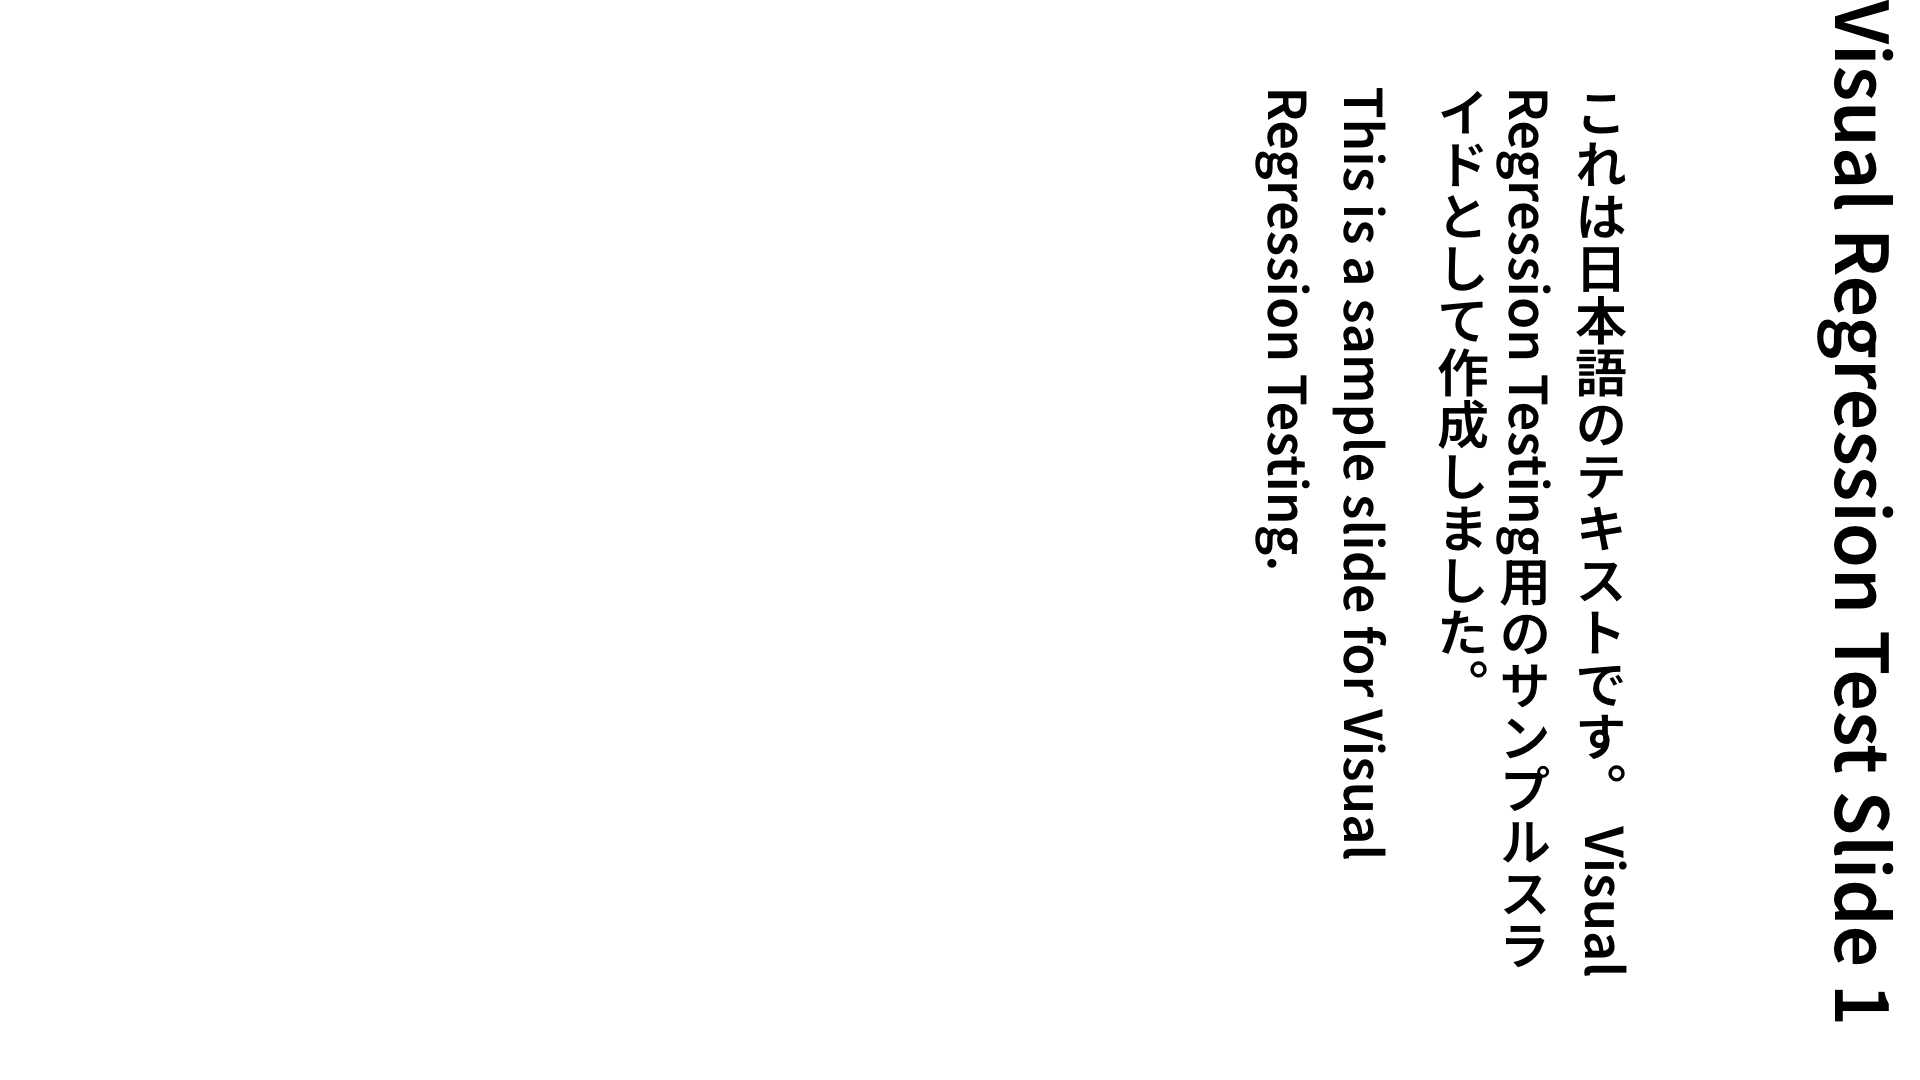 Visual Regression Test Slide 1
これは日本語のテキストです。 Visual
Regression Testing用のサンプルスラ
イドとして作成しました。
This is a sample slide for Visual
Regression Testing.